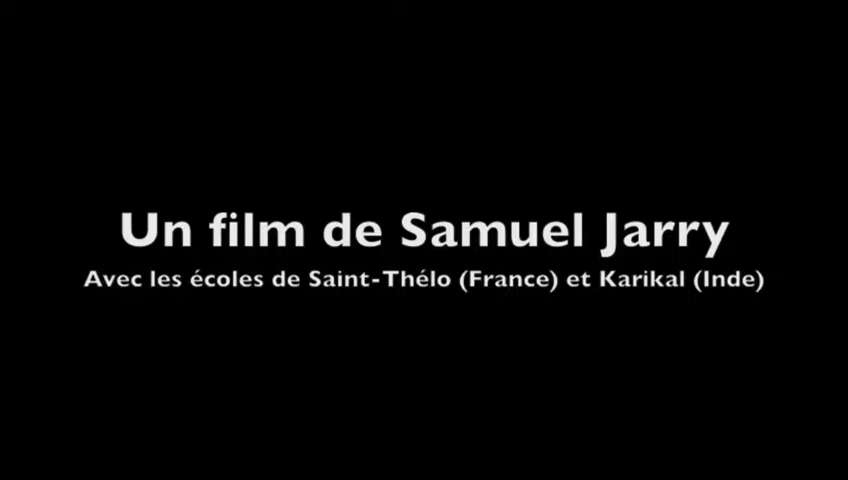 Un film de Samuel Jarry
Avec les écoles de Saint-Thélo (France) et Karikal (Inde)